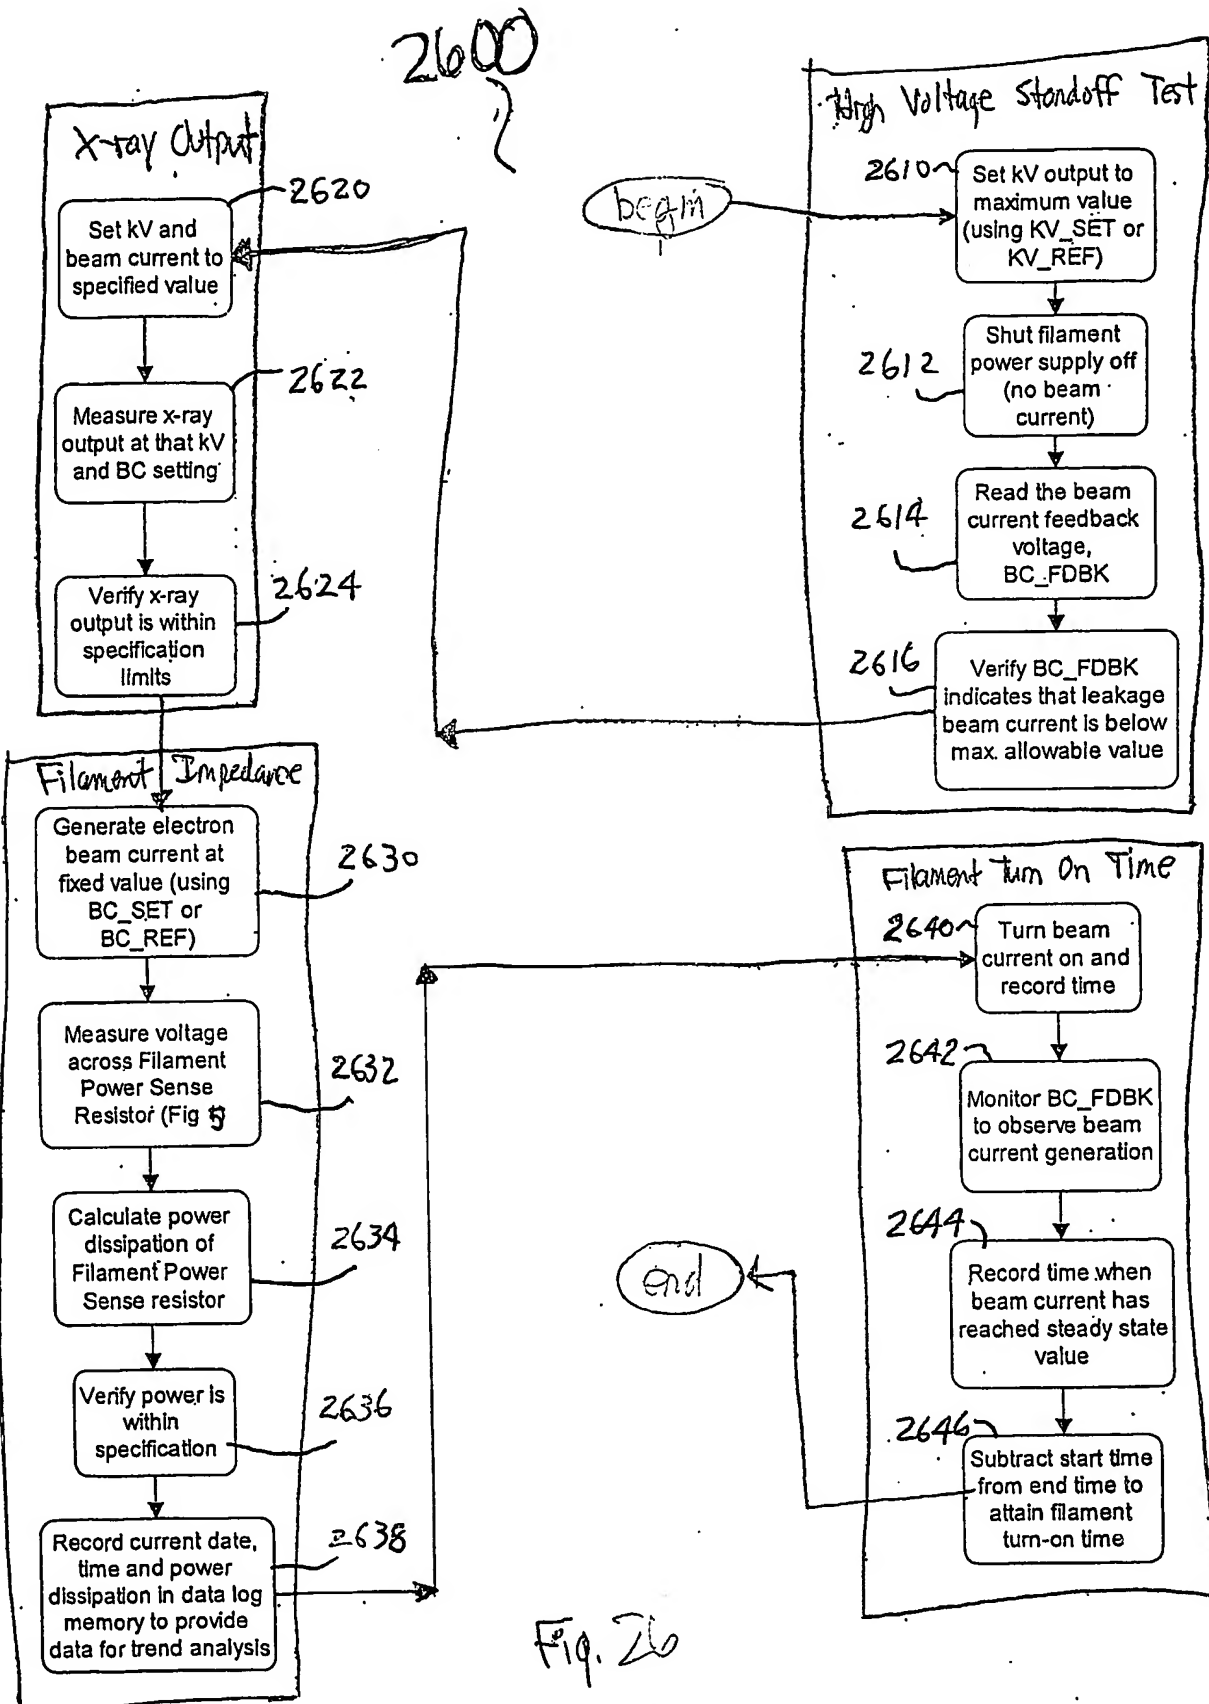 2600
High Voltage Standoff Test
begin
2610
Set kV output to
maximum value
(using KV_SET or
KV_REF)
2612
Shut filament
power supply off
(no beam
current)
2614
Read the beam
current feedback
voltage,
BC_FDBK
2616
Verify BC_FDBK
indicates that leakage
beam current is below
max. allowable value
X-ray Output
2620
Set kV and
beam current to
specified value
2622
Measure x-ray
output at that kV
and BC setting
2624
Verify x-ray
output is within
specification
limits
Filament Impedance
2630
Generate electron
beam current at
fixed value (using
BC_SET or
BC_REF)
2632
Measure voltage
across Filament
Power Sense
Resistor (Fig 5
2634
Calculate power
dissipation of
Filament Power
Sense resistor
2636
Verify power is
within
specification
2638
Record current date,
time and power
dissipation in data log
memory to provide
data for trend analysis
Filament Turn On Time
2640
Turn beam
current on and
record time
2642
Monitor BC_FDBK
to observe beam
current generation
2644
Record time when
beam current has
reached steady state
value
2646
Subtract start time
from end time to
attain filament
turn-on time
end
Fig. 26